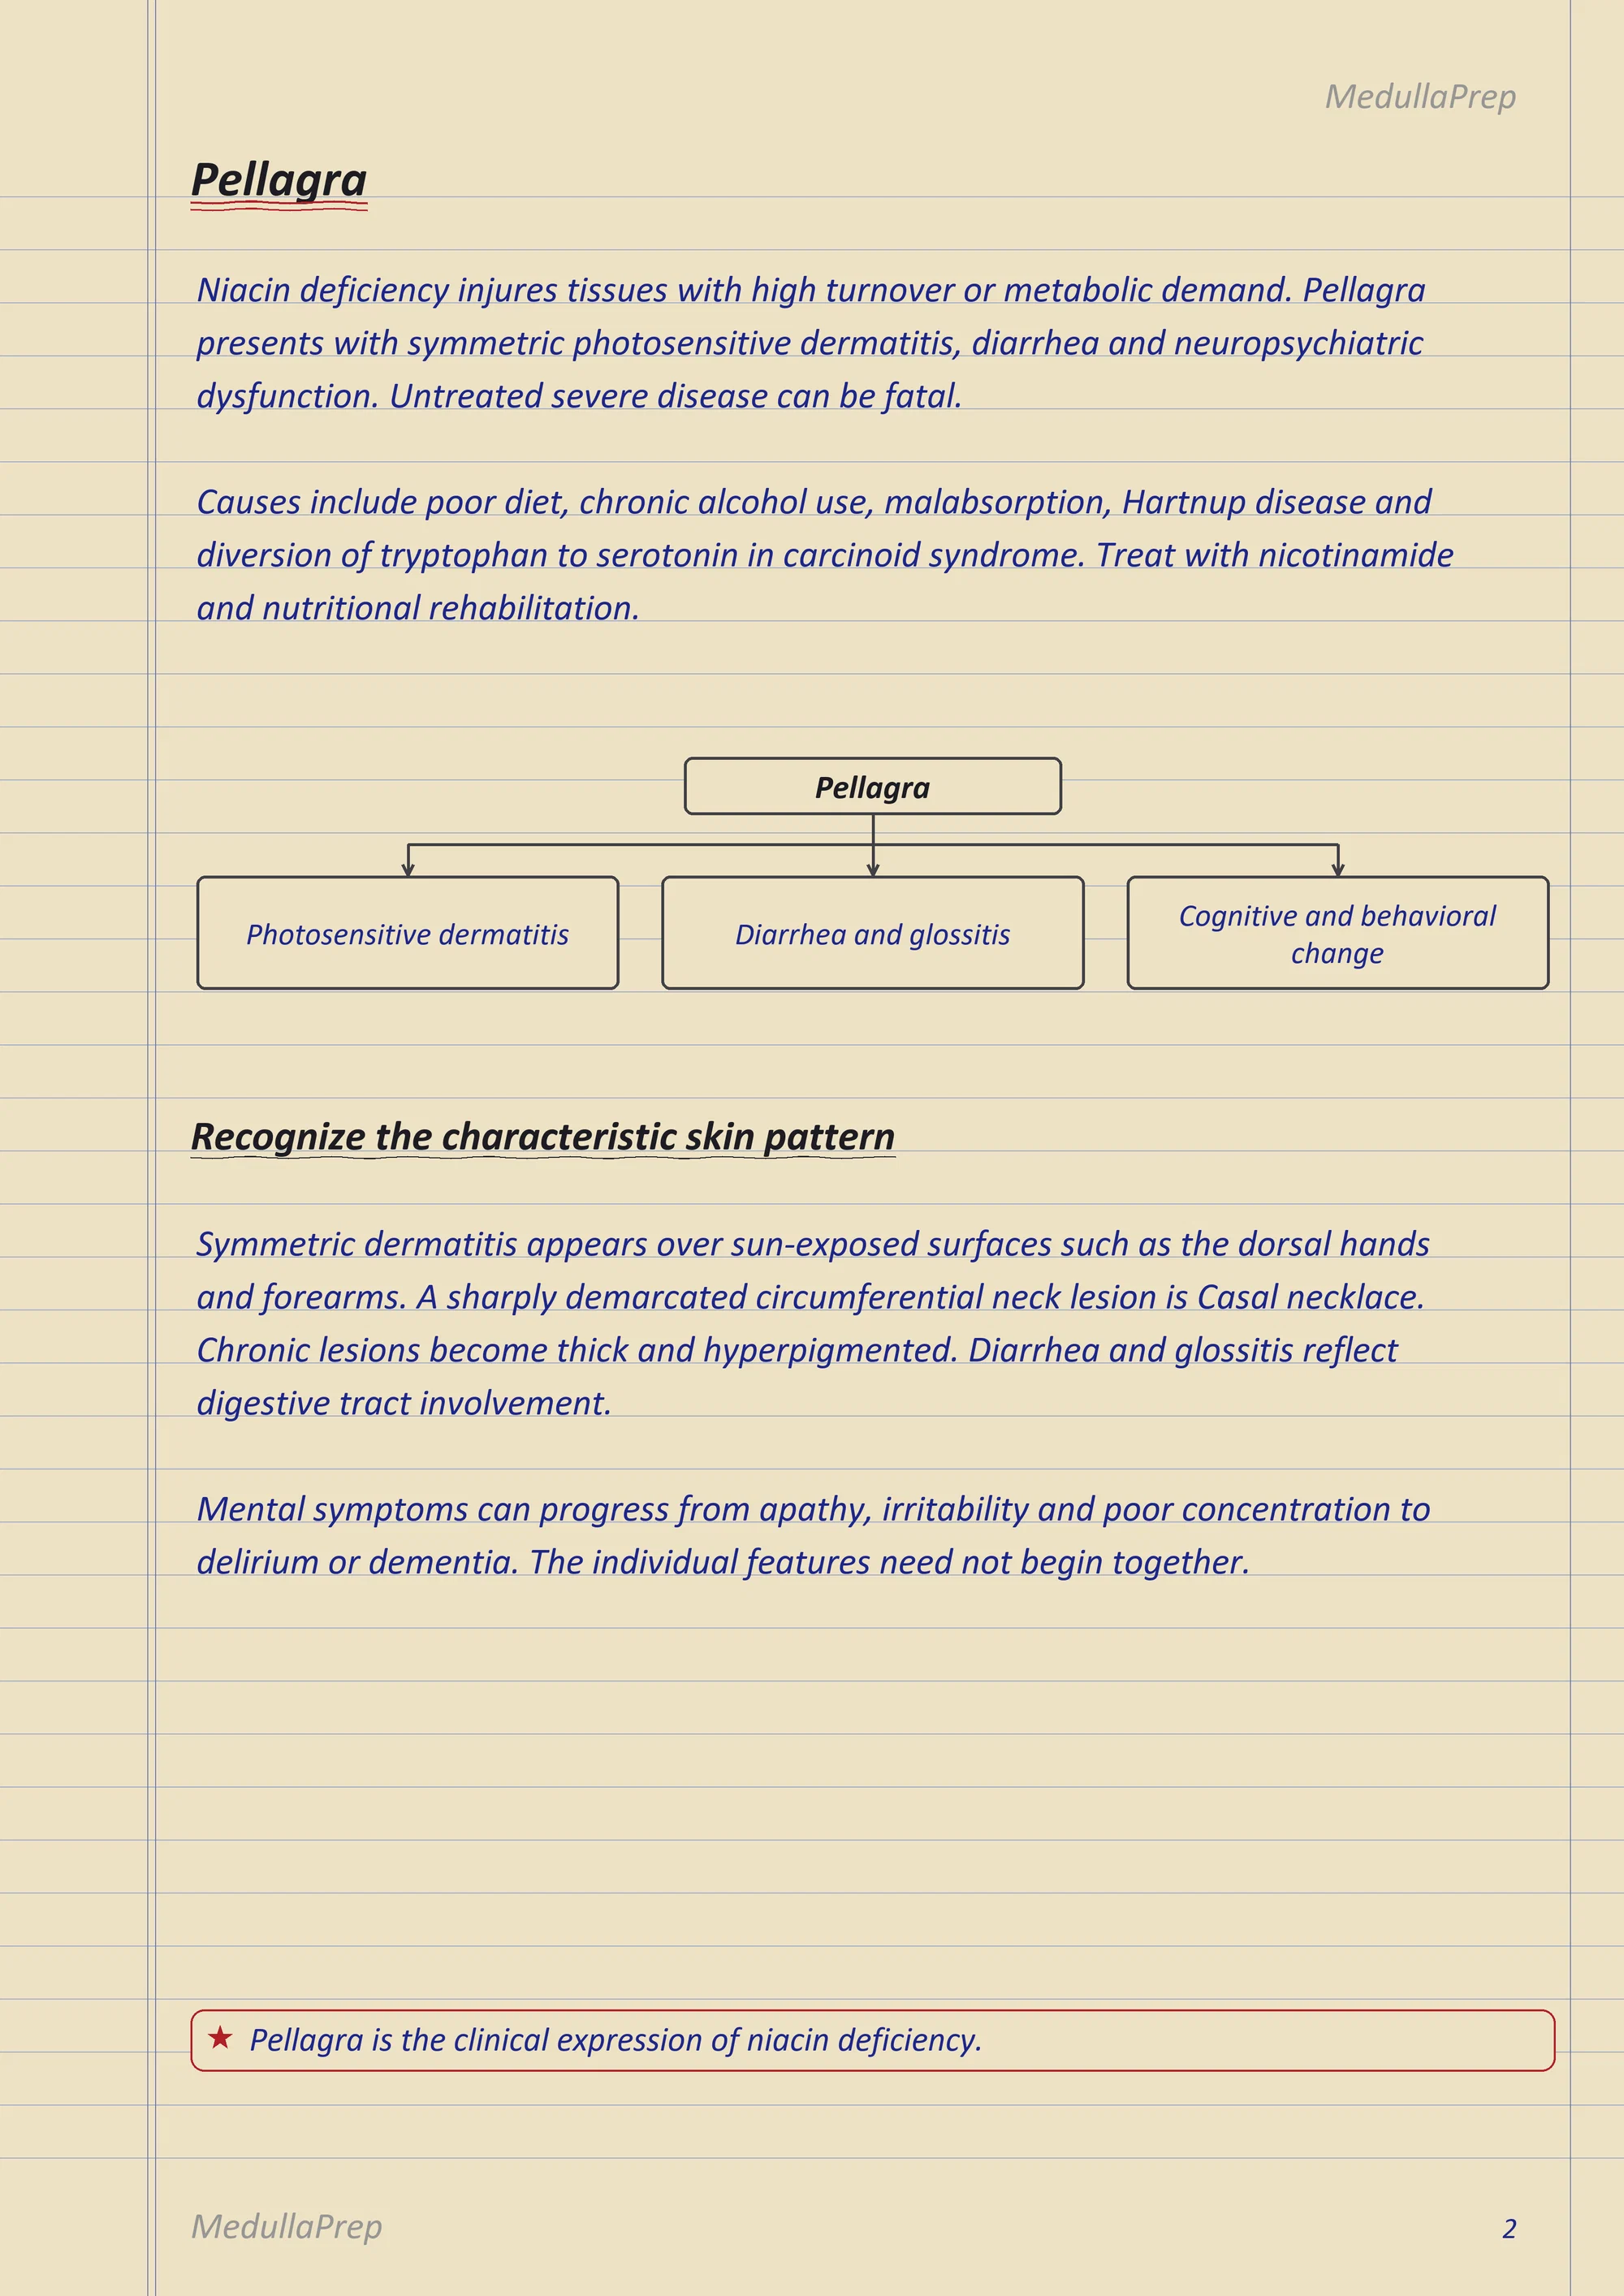 MedullaPrep
Pellagra
Niacin deficiency injures tissues with high turnover or metabolic demand. Pellagra
presents with symmetric photosensitive dermatitis, diarrhea and neuropsychiatric
dysfunction. Untreated severe disease can be fatal.
Causes include poor diet, chronic alcohol use, malabsorption, Hartnup disease and
diversion of tryptophan to serotonin in carcinoid syndrome. Treat with nicotinamide
and nutritional rehabilitation.
Pellagra
Photosensitive dermatitis
Diarrhea and glossitis
Cognitive and behavioral
change
Recognize the characteristic skin pattern
Symmetric dermatitis appears over sun-exposed surfaces such as the dorsal hands
and forearms. A sharply demarcated circumferential neck lesion is Casal necklace.
Chronic lesions become thick and hyperpigmented. Diarrhea and glossitis reflect
digestive tract involvement.
Mental symptoms can progress from apathy, irritability and poor concentration to
delirium or dementia. The individual features need not begin together.
★ Pellagra is the clinical expression of niacin deficiency.
MedullaPrep
2